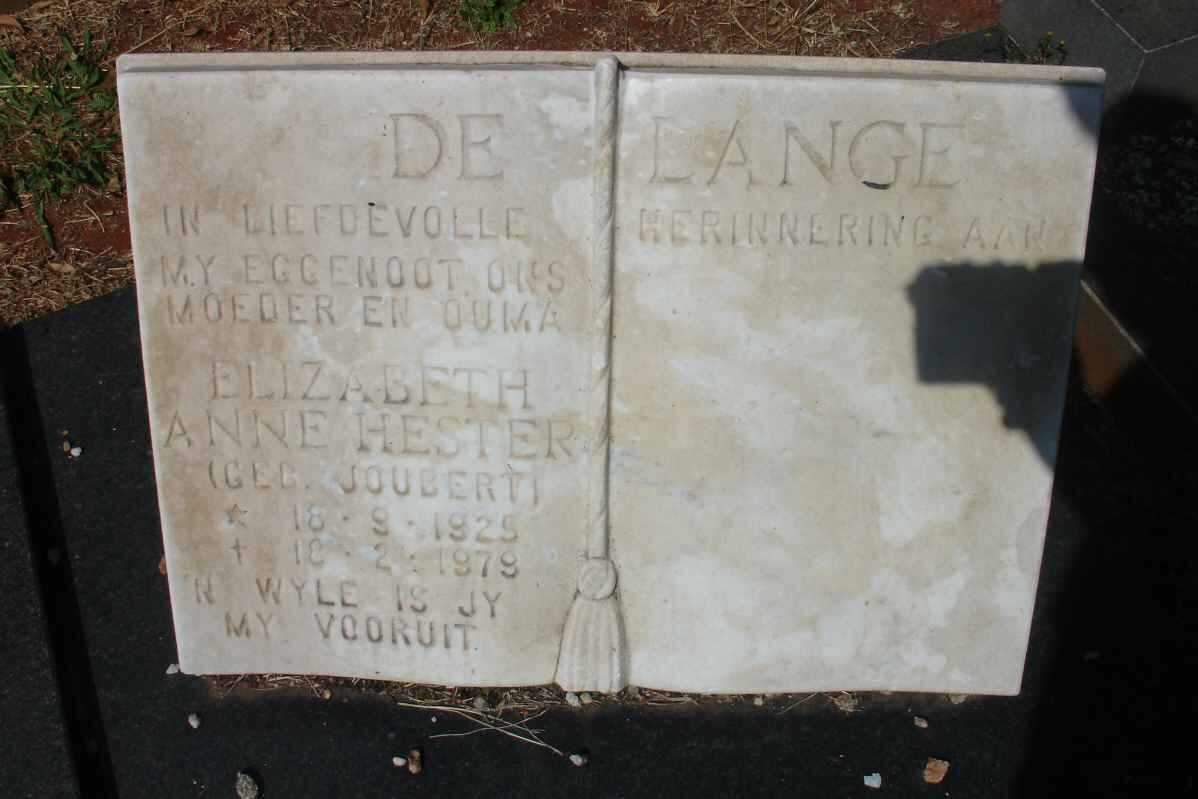 DE LANGE
IN LIEFDEVOLLE HERINNERING AAN
MY EGGENOOT ONS
MOEDER EN OUMA
ELIZABETH
ANNE HESTER
(GEB. JOUBERT)
★ 18·9·1925
† 18·2·1979
N WYLE IS JY
MY VOORUIT